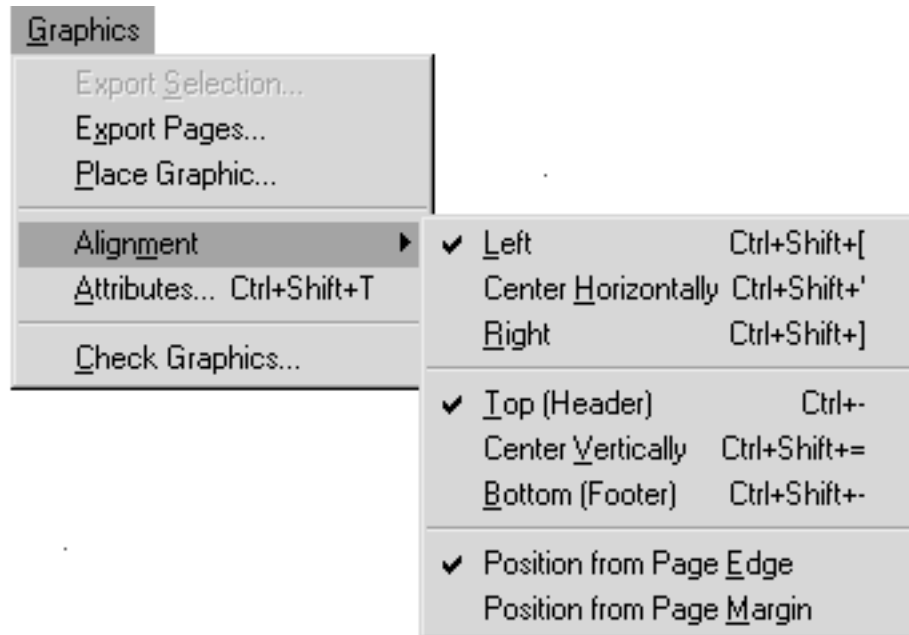 Graphics
Export Selection...
Export Pages...
Place Graphic...
Alignment
Attributes... Ctrl+Shift+T
Check Graphics...
Left Ctrl+Shift+[
Center Horizontally Ctrl+Shift+'
Right Ctrl+Shift+]
Top (Header) Ctrl+-
Center Vertically Ctrl+Shift+=
Bottom (Footer) Ctrl+Shift+-
Position from Page Edge
Position from Page Margin